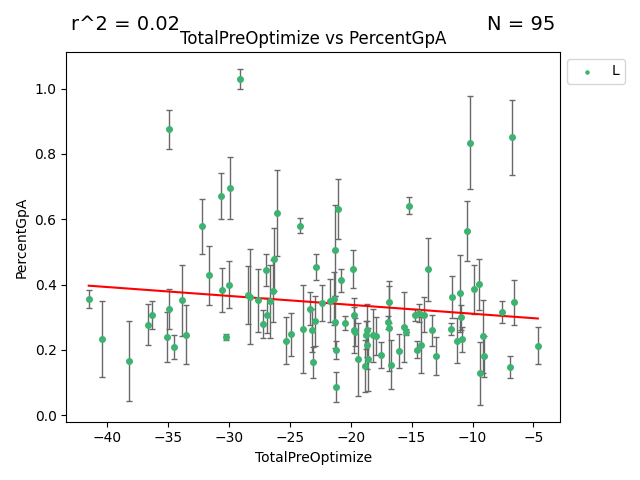 r^2 = 0.02
N = 95
TotalPreOptimize vs PercentGpA
L
PercentGpA
1.0
0.8
0.6
0.4
0.2
0.0
−40
−35
−30
−25
−20
−15
−10
−5
TotalPreOptimize